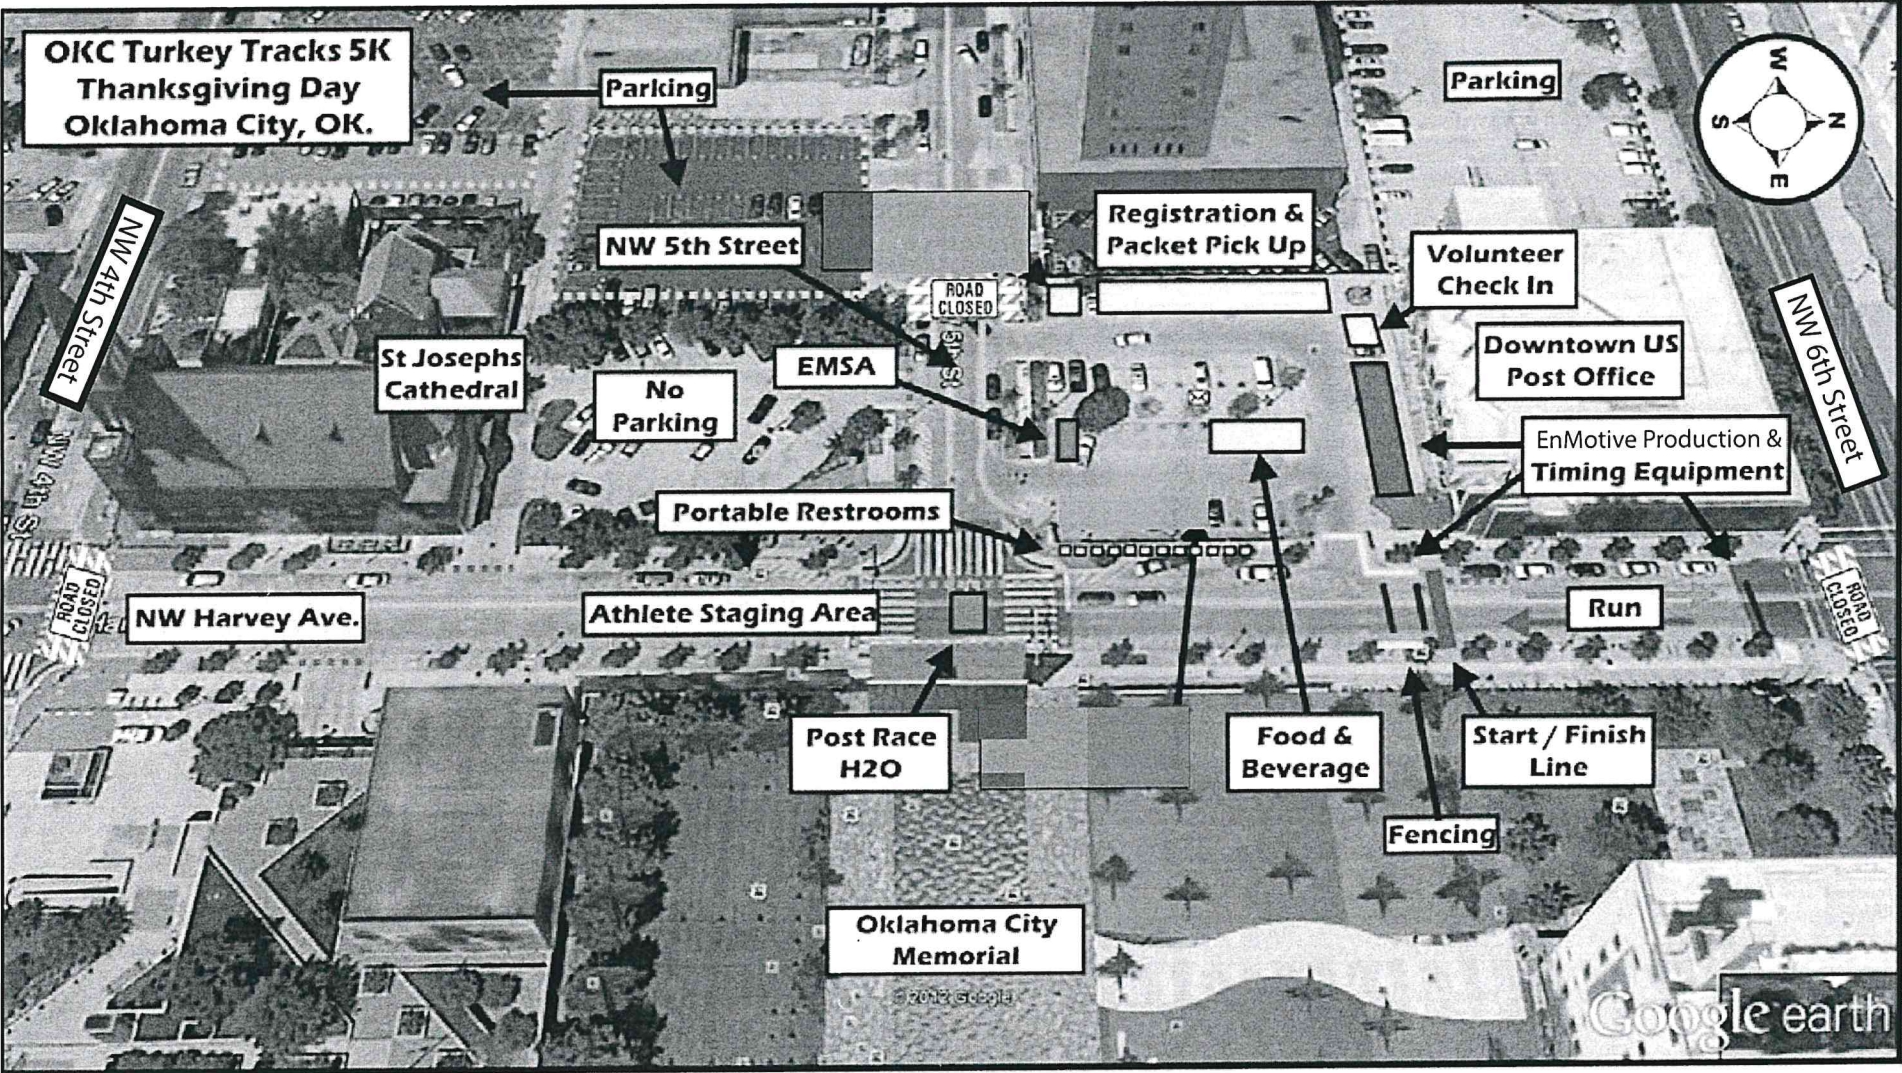 OKC Turkey Tracks 5K
Thanksgiving Day
Oklahoma City, OK.
Parking
Parking
W
N
E
S
NW 4th Street
NW 5th Street
Registration &
Packet Pick Up
Volunteer
Check In
ROAD
CLOSED
5th St
St Josephs
Cathedral
No
Parking
EMSA
Downtown US
Post Office
NW 6th Street
EnMotive Production &
Timing Equipment
NW 4th St
Portable Restrooms
ROAD
CLOSED
NW Harvey Ave.
Athlete Staging Area
Run
ROAD
CLOSED
Post Race
H2O
Food &
Beverage
Start / Finish
Line
Fencing
Oklahoma City
Memorial
© 2012 Google
Google earth